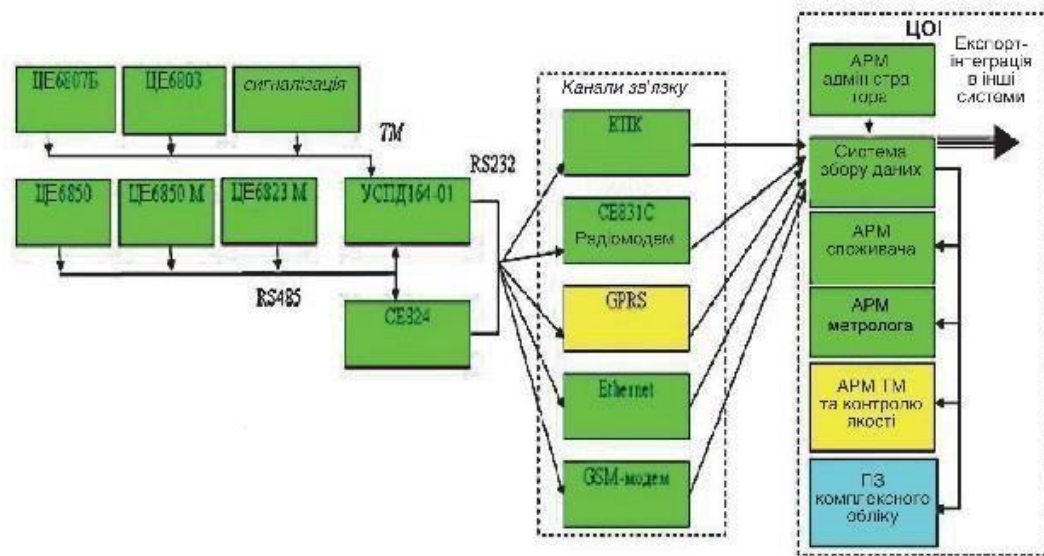 ЦОІ
Експорт-
інтеграція
в інші
системи
АРМ
адміністра
тора
ЦЕ6807Б
ЦЕ6803
сигналізація
Канали зв'язку
ТМ
КПК
RS232
Система
збору даних
ЦЕ6850
ЦЕ6850 М
ЦЕ6823 М
УСПД164-01
СЕ831С
Радіомодем
АРМ
споживача
RS485
GPRS
СЕ824
АРМ
метролога
Ethernet
АРМ ТМ
та контролю
якості
GSM-модем
ПЗ
комплексного
обліку